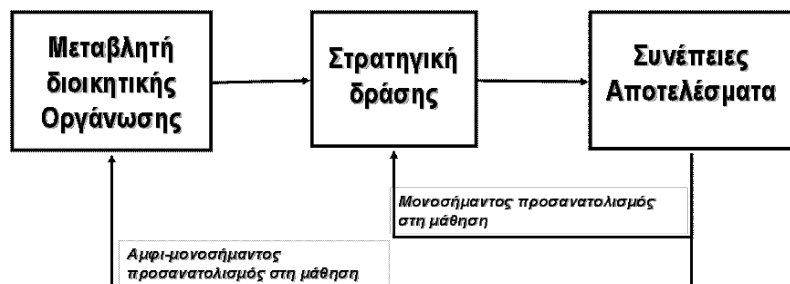 Μεταβλητή
διοικητικής
Οργάνωσης
Στρατηγική
δράσης
Συνέπειες
Αποτελέσματα
Μονοσήμαντος προσανατολισμός
στη μάθηση
Αμφι-μονοσήμαντος
προσανατολισμός στη μάθηση